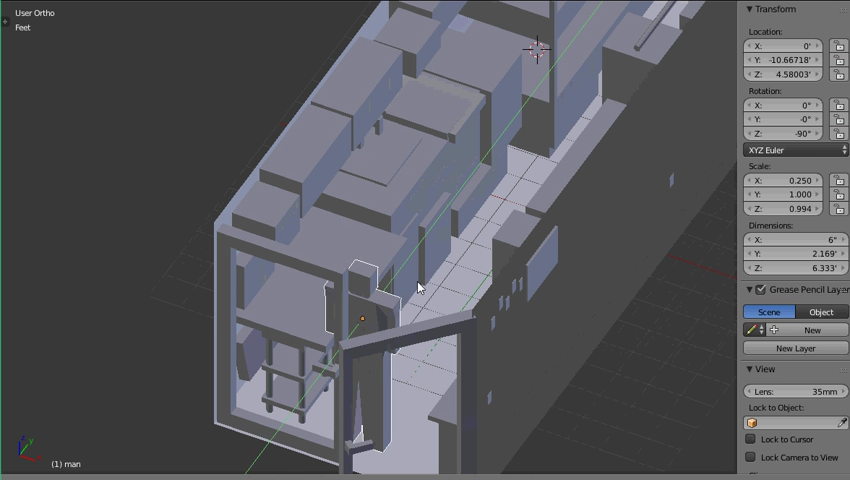 User Ortho
Feet
(1) man
Transform
Location:
X: 0'
Y: -10.66718'
Z: 4.58003'
Rotation:
X: 0°
Y: -0°
Z: -90°
XYZ Euler
Scale:
X: 0.250
Y: 1.000
Z: 0.994
Dimensions:
X: 6"
Y: 2.169'
Z: 6.333'
Grease Pencil Layer
Scene Object
New
New Layer
View
Lens: 35mm
Lock to Object:
Lock to Cursor
Lock Camera to View